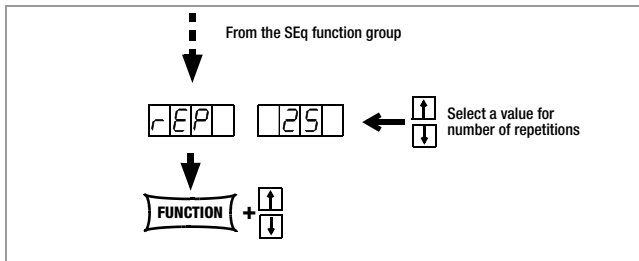 From the SEq function group
rEP 25
Select a value for
number of repetitions
FUNCTION +